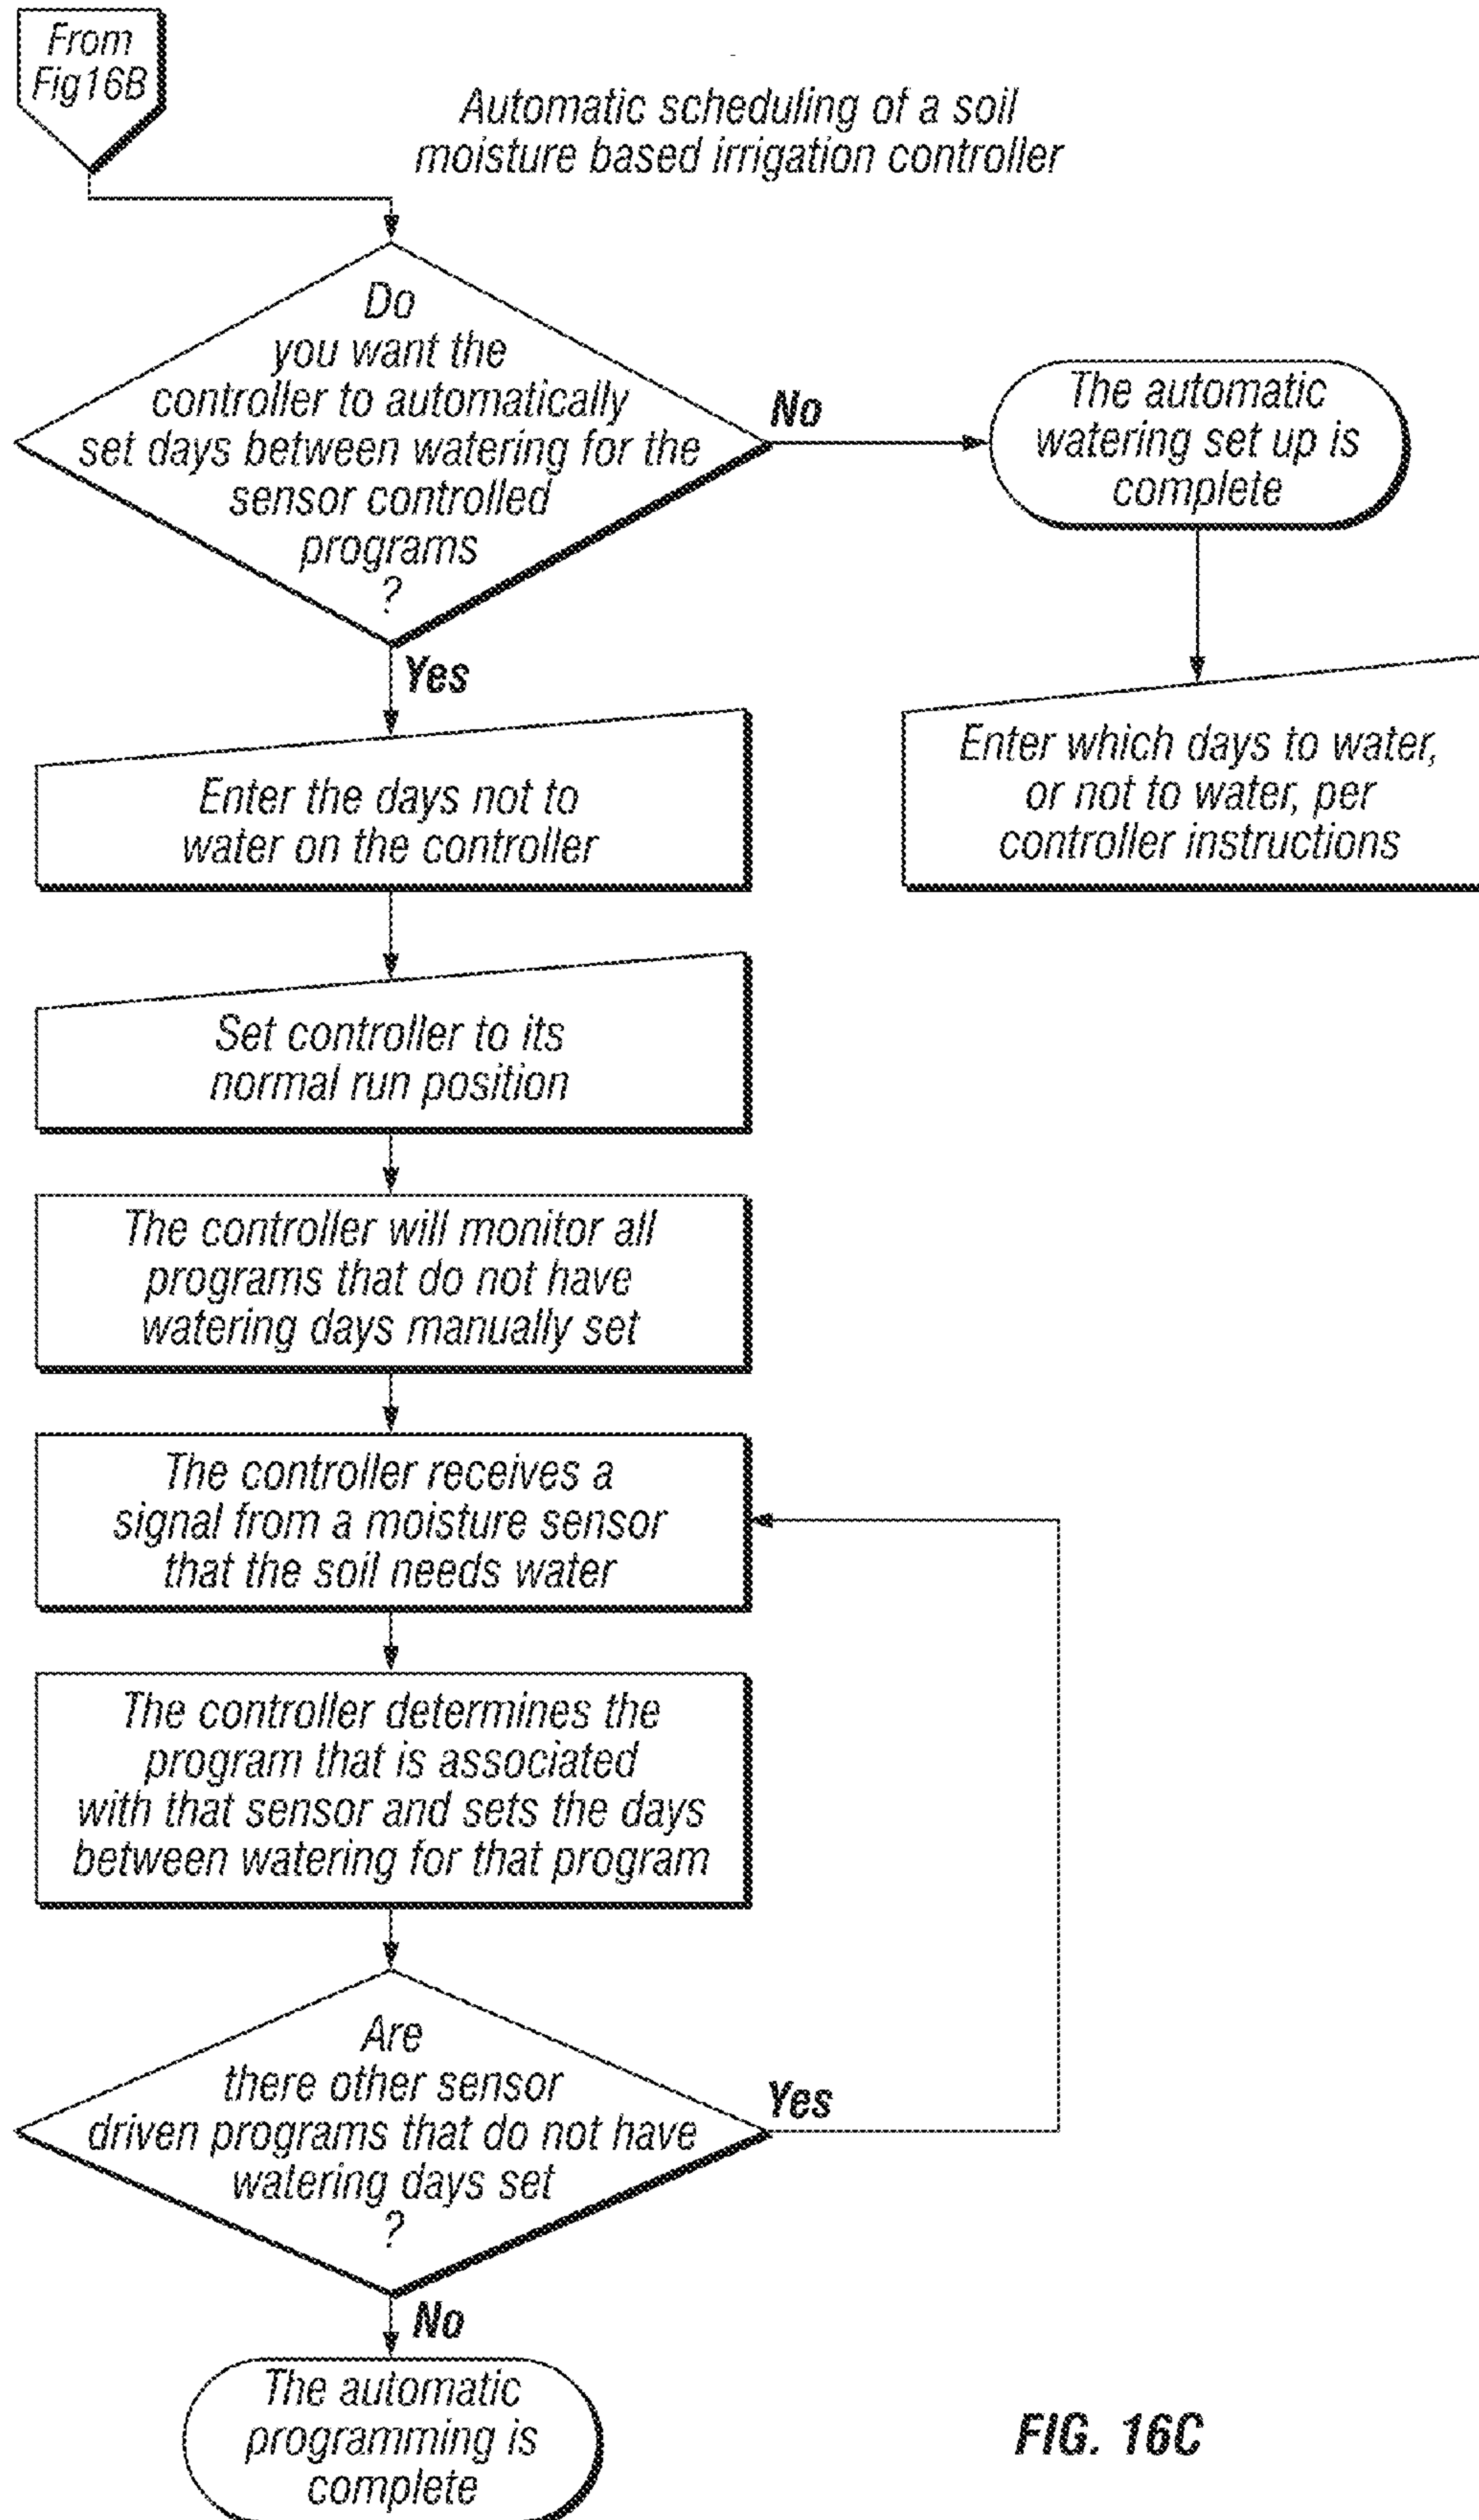 From
Fig16B
Automatic scheduling of a soil
moisture based irrigation controller
Do
you want the
controller to automatically
set days between watering for the
sensor controlled
programs
?
No
The automatic
watering set up is
complete
Yes
Enter which days to water,
or not to water, per
controller instructions
Enter the days not to
water on the controller
Set controller to its
normal run position
The controller will monitor all
programs that do not have
watering days manually set
The controller receives a
signal from a moisture sensor
that the soil needs water
The controller determines the
program that is associated
with that sensor and sets the days
between watering for that program
Are
there other sensor
driven programs that do not have
watering days set
?
Yes
No
The automatic
programming is
complete
FIG. 16C